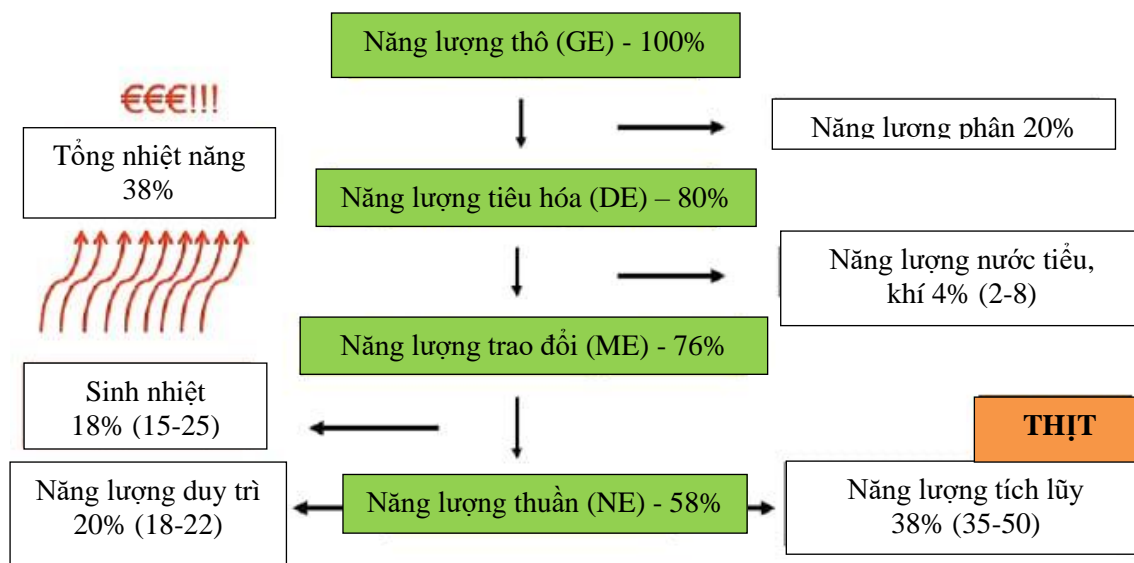 Năng lượng thô (GE) - 100%
€€€!!!
Tổng nhiệt năng
38%
Năng lượng phân 20%
Năng lượng tiêu hóa (DE) – 80%
Năng lượng nước tiểu,
khí 4% (2-8)
Năng lượng trao đổi (ME) - 76%
Sinh nhiệt
18% (15-25)
THỊT
Năng lượng duy trì
20% (18-22)
Năng lượng thuần (NE) - 58%
Năng lượng tích lũy
38% (35-50)